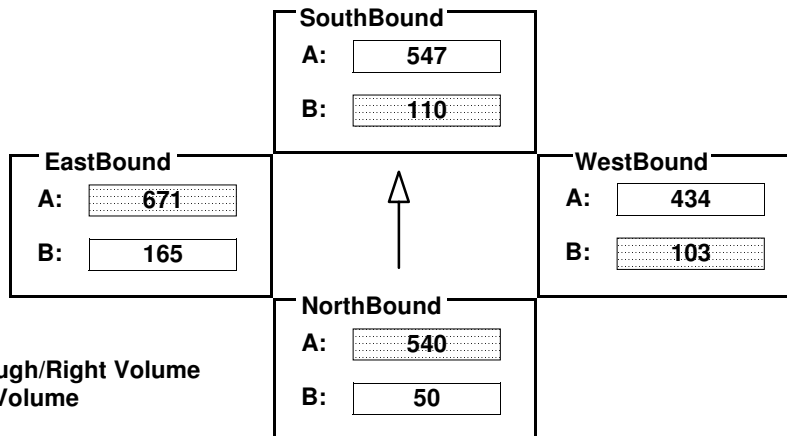 SouthBound
A: 547
B: 110
EastBound
A: 671
B: 165
WestBound
A: 434
B: 103
NorthBound
A: 540
B: 50
ugh/Right Volume
Volume